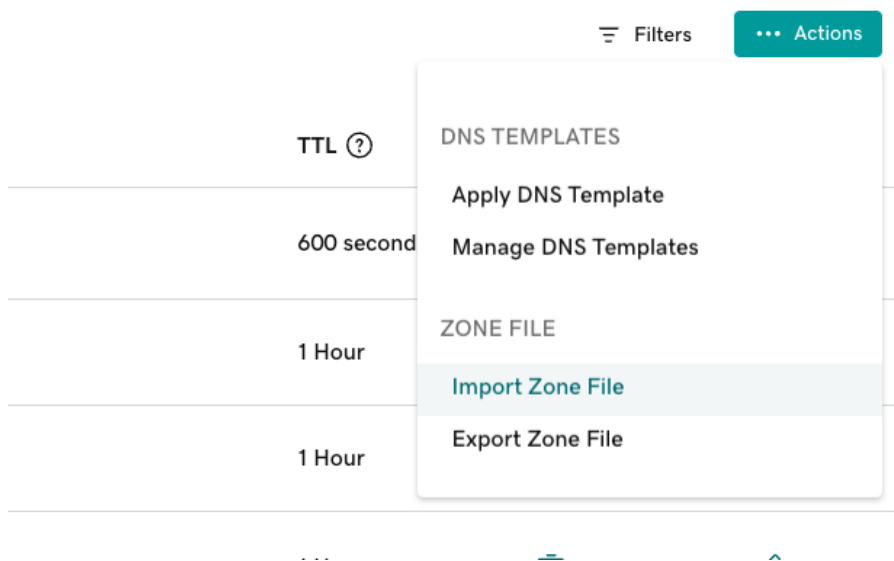 Filters
Actions
TTL
DNS TEMPLATES
Apply DNS Template
600 second
Manage DNS Templates
ZONE FILE
1 Hour
Import Zone File
Export Zone File
1 Hour